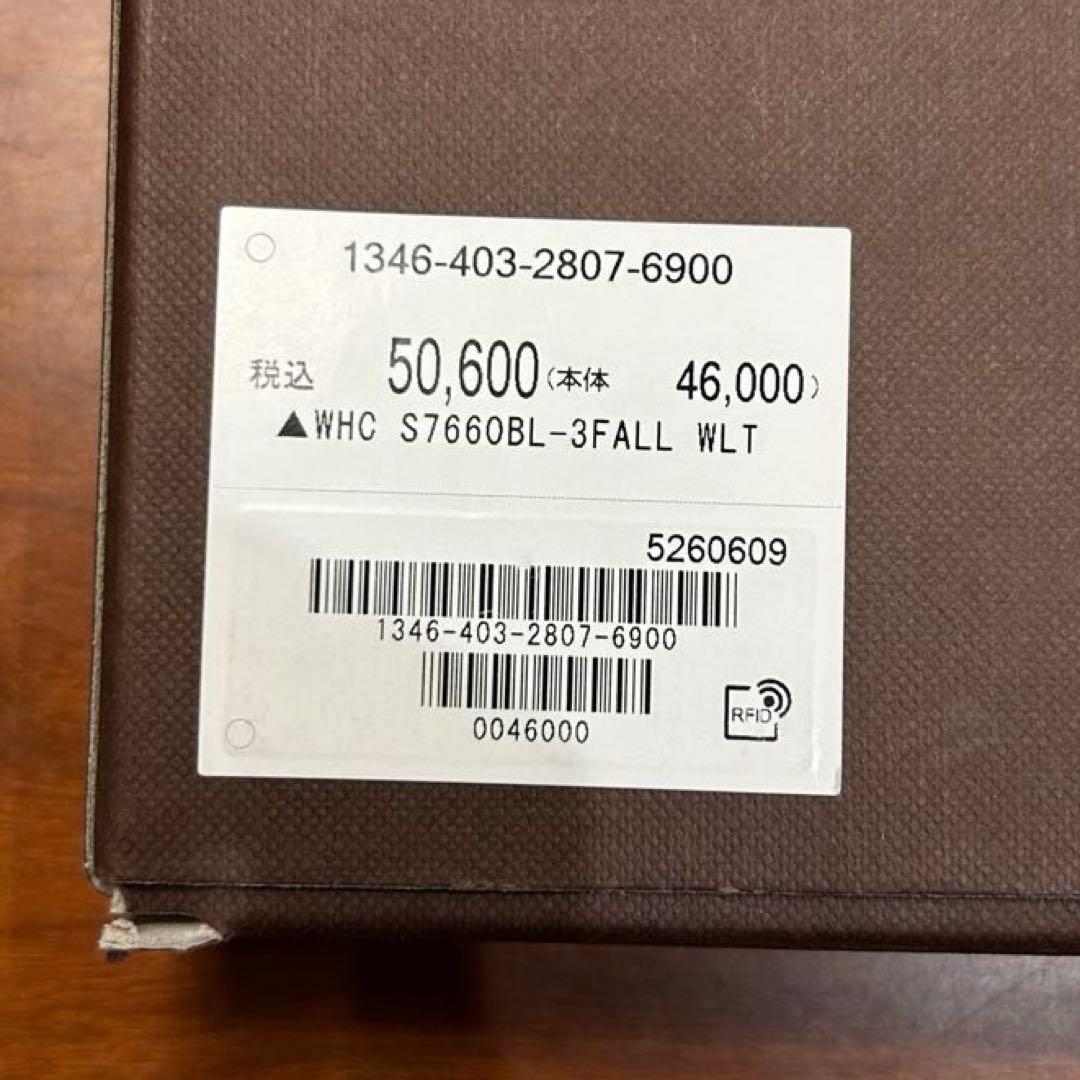 1346-403-2807-6900
税込 50,600(本体 46,000)
▲WHC S7660BL-3FALL WLT
5260609
1346-403-2807-6900
0046000
RFID